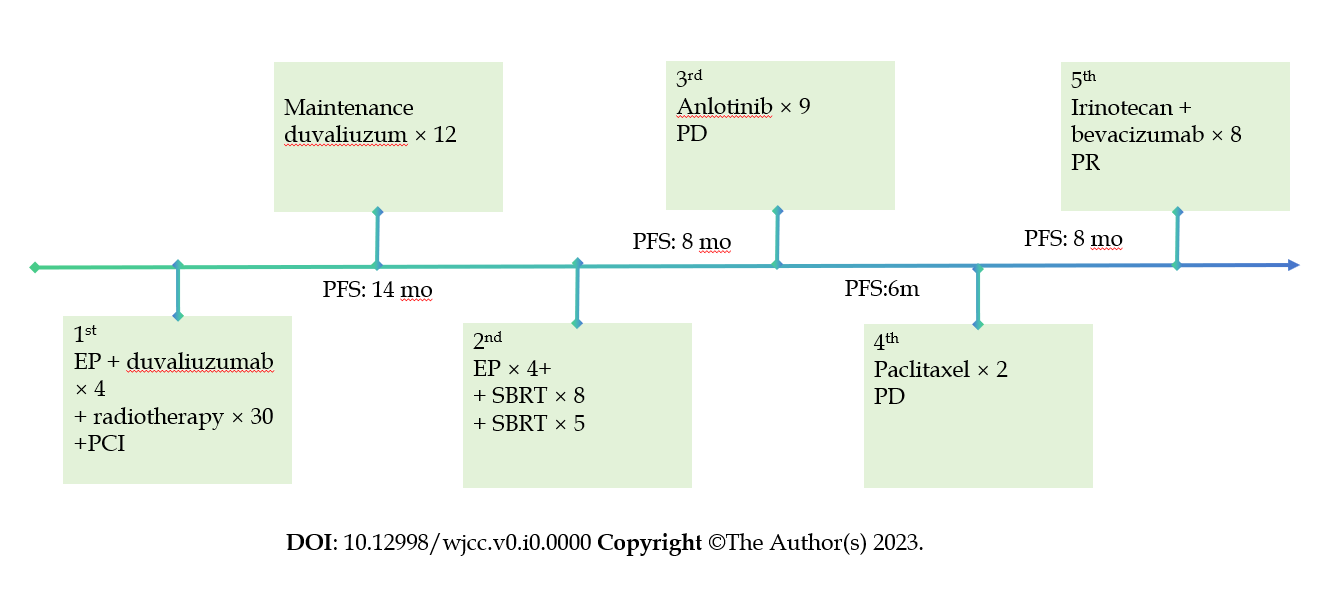 Maintenance
duvaliuzum × 12
3rd
Anlotinib × 9
PD
5th
Irinotecan +
bevacizumab × 8
PR
PFS: 8 mo
PFS: 8 mo
PFS: 14 mo
PFS:6m
1st
EP + duvaliuzumab
× 4
+ radiotherapy × 30
+PCI
2nd
EP × 4+
+ SBRT × 8
+ SBRT × 5
4th
Paclitaxel × 2
PD
DOI: 10.12998/wjcc.v0.i0.0000 Copyright ©The Author(s) 2023.